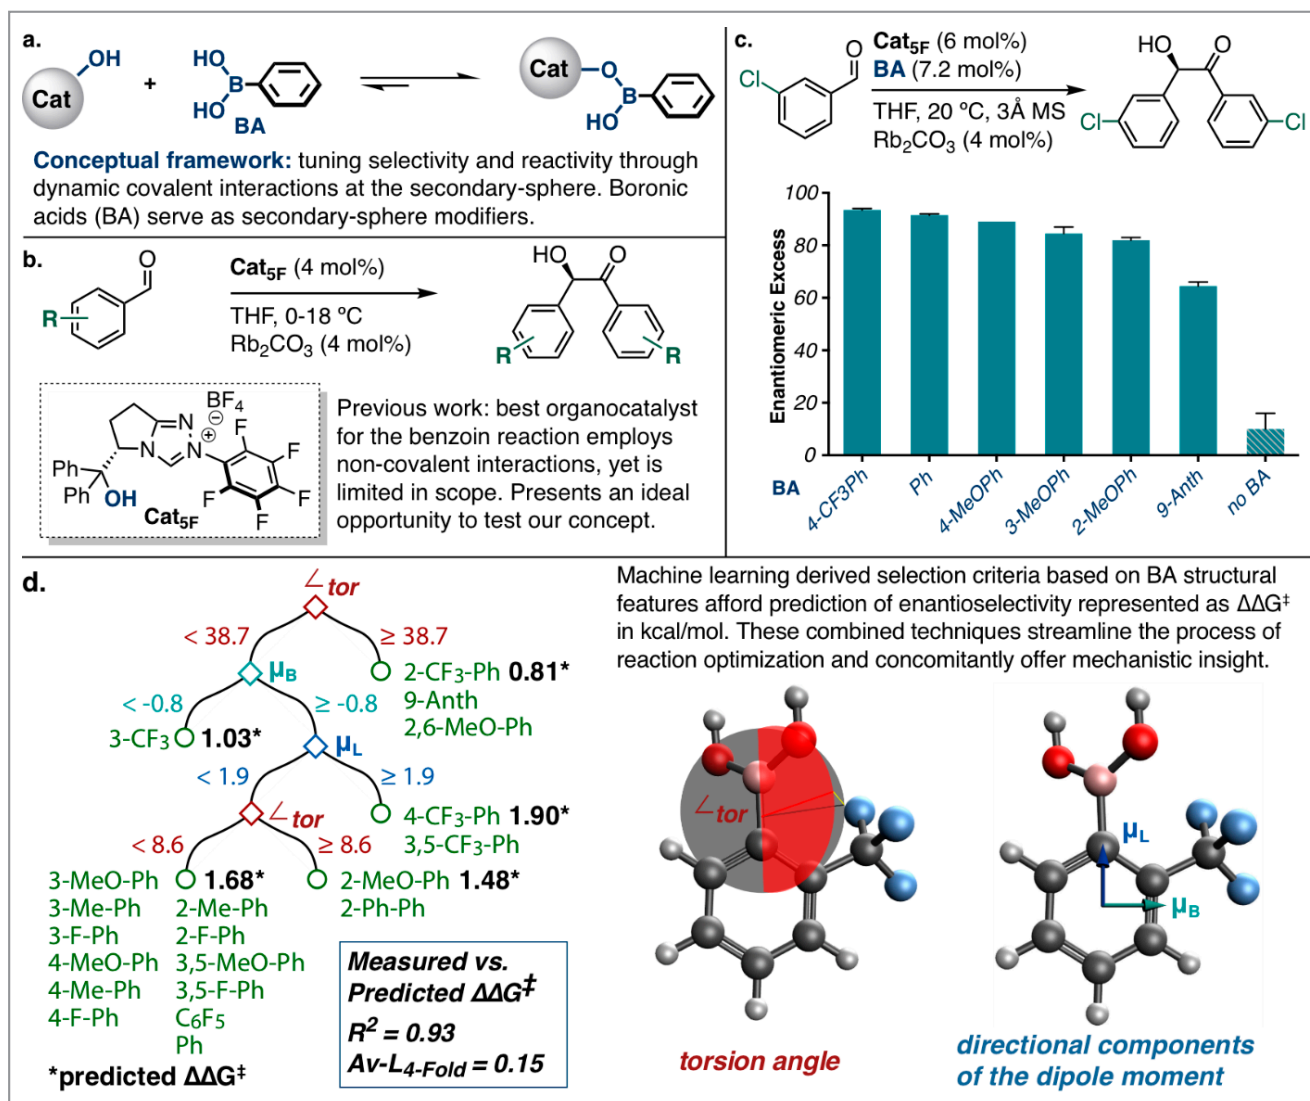 a.
OH
Cat
+
HO
B
HO
BA
Cat
O
B
HO
Conceptual framework: tuning selectivity and reactivity through
dynamic covalent interactions at the secondary-sphere. Boronic
acids (BA) serve as secondary-sphere modifiers.
b.
O
R
Cat5F (4 mol%)
THF, 0-18 ºC
Rb2CO3 (4 mol%)
HO
O
R
R
BF4
⊖
N
⊕
N
N
F
F
F
F
F
Ph
Ph
OH
Cat5F
Previous work: best organocatalyst
for the benzoin reaction employs
non-covalent interactions, yet is
limited in scope. Presents an ideal
opportunity to test our concept.
c.
O
Cl
Cat5F (6 mol%)
BA (7.2 mol%)
THF, 20 ºC, 3Å MS
Rb2CO3 (4 mol%)
HO
O
Cl
Cl
Enantiomeric Excess
100
80
60
40
20
0
BA
4-CF3Ph
Ph
4-MeOPh
3-MeOPh
2-MeOPh
9-Anth
no BA
d.
∠tor
< 38.7
≥ 38.7
μB
2-CF3-Ph 0.81*
9-Anth
2,6-MeO-Ph
< -0.8
≥ -0.8
3-CF3 1.03*
μL
< 1.9
≥ 1.9
∠tor
4-CF3-Ph 1.90*
3,5-CF3-Ph
< 8.6
≥ 8.6
3-MeO-Ph 1.68*
2-MeO-Ph 1.48*
3-Me-Ph 2-Me-Ph
2-Ph-Ph
3-F-Ph 2-F-Ph
4-MeO-Ph 3,5-MeO-Ph
4-Me-Ph 3,5-F-Ph
4-F-Ph C6F5
Ph
*predicted ΔΔG‡
Measured vs.
Predicted ΔΔG‡
R2 = 0.93
Av-L4-Fold = 0.15
Machine learning derived selection criteria based on BA structural
features afford prediction of enantioselectivity represented as ΔΔG‡
in kcal/mol. These combined techniques streamline the process of
reaction optimization and concomitantly offer mechanistic insight.
∠tor
torsion angle
μL
μB
directional components
of the dipole moment